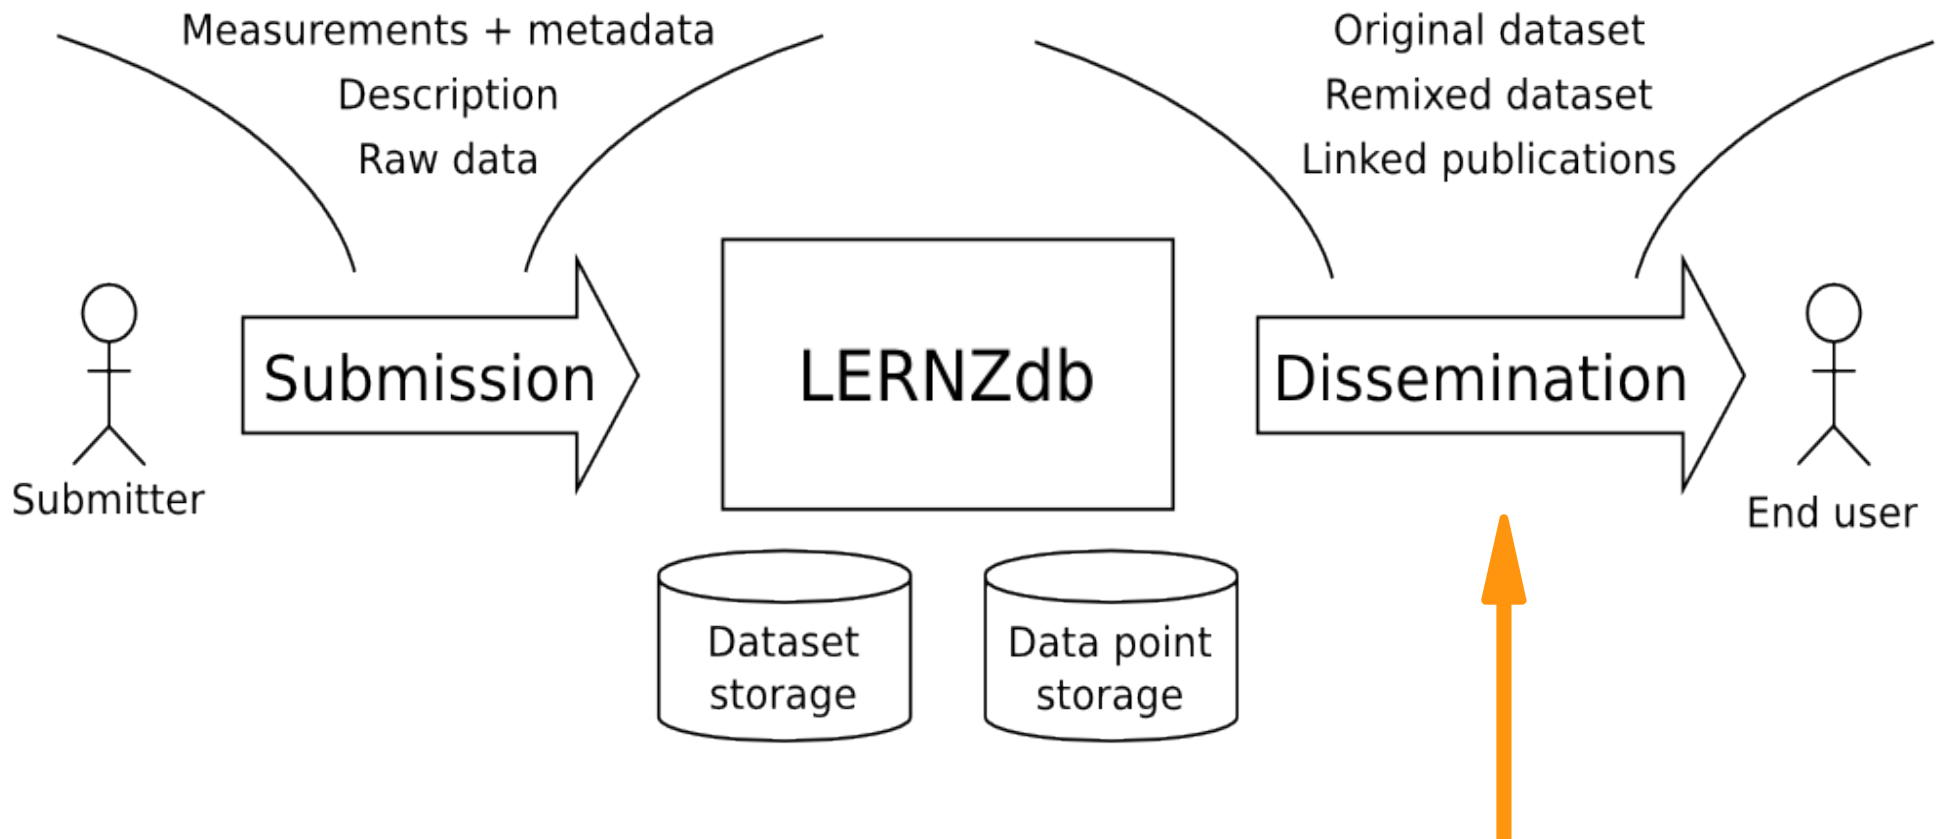 Measurements + metadata
Description
Raw data
Original dataset
Remixed dataset
Linked publications
Submitter
Submission
LERNZdb
Dissemination
End user
Dataset
storage
Data point
storage